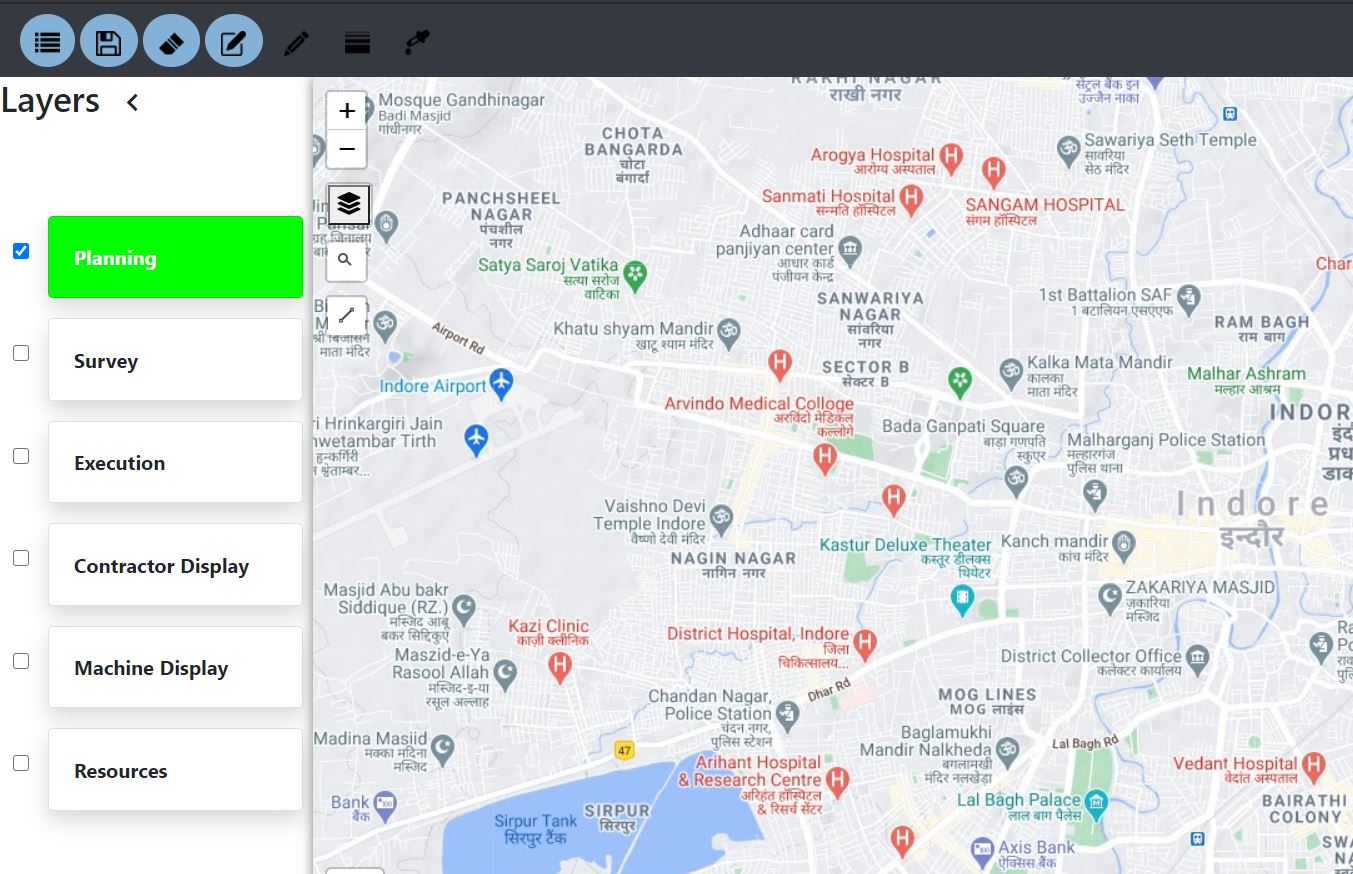 Layers
Planning
Survey
Execution
Contractor Display
Machine Display
Resources
+
−
RAKHI NAGAR
राखी नगर
सेंट्रल बैंक इन
उज्जैन नाका
Mosque Gandhinagar
Badi Masjid
गांधीनगर
CHOTA
BANGARDA
चोटा
बंगार्दा
Arogya Hospital
आरोग्य अस्पताल
Sawariya Seth Temple
सावरिया
सेठ मंदिर
Sanmati Hospital
सन्मति हॉस्पिटल
SANGAM HOSPITAL
संगम हॉस्पिटल
PANCHSHEEL
NAGAR
पंचशील
नगर
Adhaar card
panjiyan center
आधार कार्ड
पंजीयन केन्द्र
Satya Saroj Vatika
सत्या सरोज
वाटिका
Char
1st Battalion SAF
1 बटालियन एसएएफ
SANWARIYA
NAGAR
सांवरिया
नगर
RAM BAGH
राम बाग
Khatu shyam Mandir
खाटू श्याम मंदिर
माता मंदिर
Airport Rd
SECTOR B
सेक्टर B
Kalka Mata Mandir
कालका
माता मंदिर
Malhar Ashram
मल्हार आश्रम
Indore Airport
Arvindo Medical Colloge
अरविंदो मेडिकल
कल्लोगे
INDOR
ri Hrinkargiri Jain
hwetambar Tirth
हृन्कर्गिरी
श्वेताम्बर...
Bada Ganpati Square
बाड़ा गणपति
स्कुएर
Malharganj Police Station
मल्हारगंज
पुलिस थाना
Indore
इन्दौर
Vaishno Devi
Temple Indore
वैष्णो देवी मंदिर
Kastur Deluxe Theater
कस्तूर डीलक्स
थियेटर
Kanch mandir
कांच मंदिर
NAGIN NAGAR
नागिन नगर
Masjid Abu bakr
Siddique (RZ.)
मस्जिद आबू
बकर सिद्दिकुए
ZAKARIYA MASJID
ज़कारिया
मस्जिद
Kazi Clinic
काज़ी क्लीनिक
District Hospital, Indore
जिला
चिकित्सालय...
Maszid-e-Ya
Rasool Allah
मस्जिद-इ-या
रसूल अल्लाह
District Collector Office
कलेक्टर कार्यालय
Dhar Rd
MOG LINES
MOG लाइंस
Chandan Nagar,
Police Station
चंदन नगर,
पुलिस स्टेशन
Madina Masjid
मक्का मदिना
मस्जिद
47
Baglamukhi
Mandir Nalkheda
बगलामखी
मंदिर नलखेड़ा
Lal Bagh Rd
Arihant Hospital
& Research Centre
अरिहंत हॉस्पिटल
& रिसर्च सेंटर
Vedant Hospital
वेदांत अस्पताल
Bank
बैंक
SIRPUR
सिरपुर
Sirpur Tank
सिरपुर टैंक
Lal Bagh Palace
लाल बाग पैलेस
BAIRATHI
COLONY
Axis Bank
ऐक्सिस बैंक